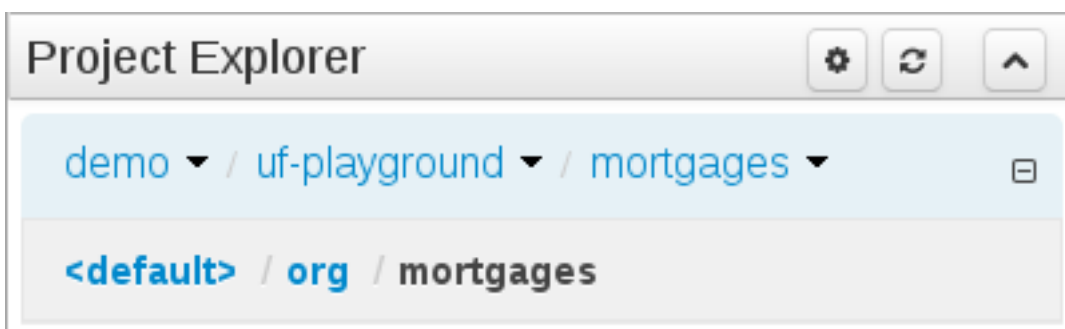 Project Explorer
demo / uf-playground / mortgages
<default> / org / mortgages